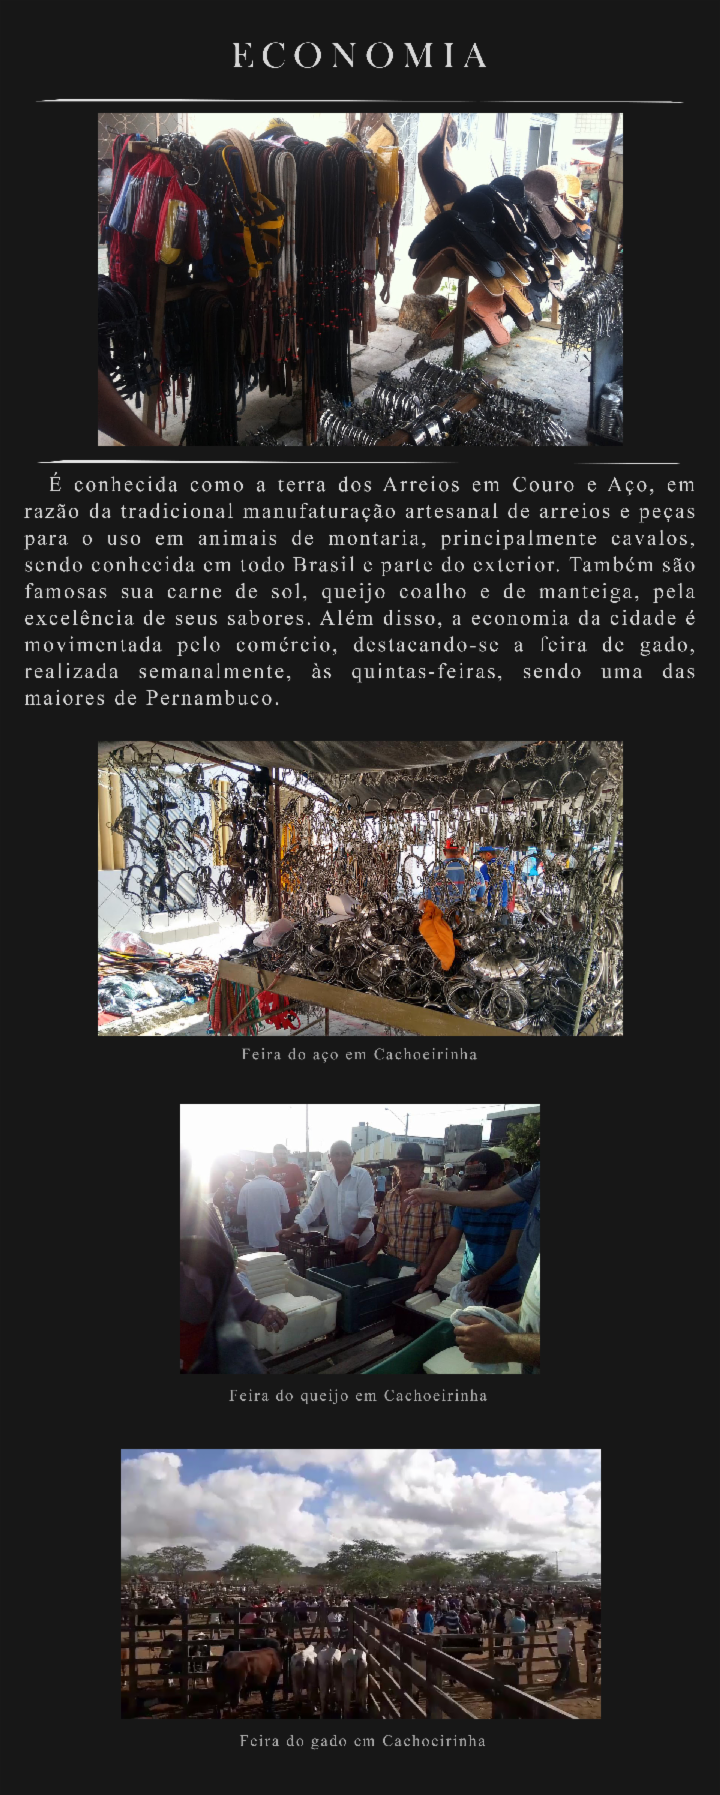 ECONOMIA
É conhecida como a terra dos Arreios em Couro e Aço, em
razão da tradicional manufaturação artesanal de arreios e peças
para o uso em animais de montaria, principalmente cavalos,
sendo conhecida em todo Brasil e parte do exterior. Também são
famosas sua carne de sol, queijo coalho e de manteiga, pela
excelência de seus sabores. Além disso, a economia da cidade é
movimentada pelo comércio, destacando-se a feira de gado,
realizada semanalmente, às quintas-feiras, sendo uma das
maiores de Pernambuco.
Feira do aço em Cachoeirinha
Feira do queijo em Cachoeirinha
Feira do gado em Cachoeirinha